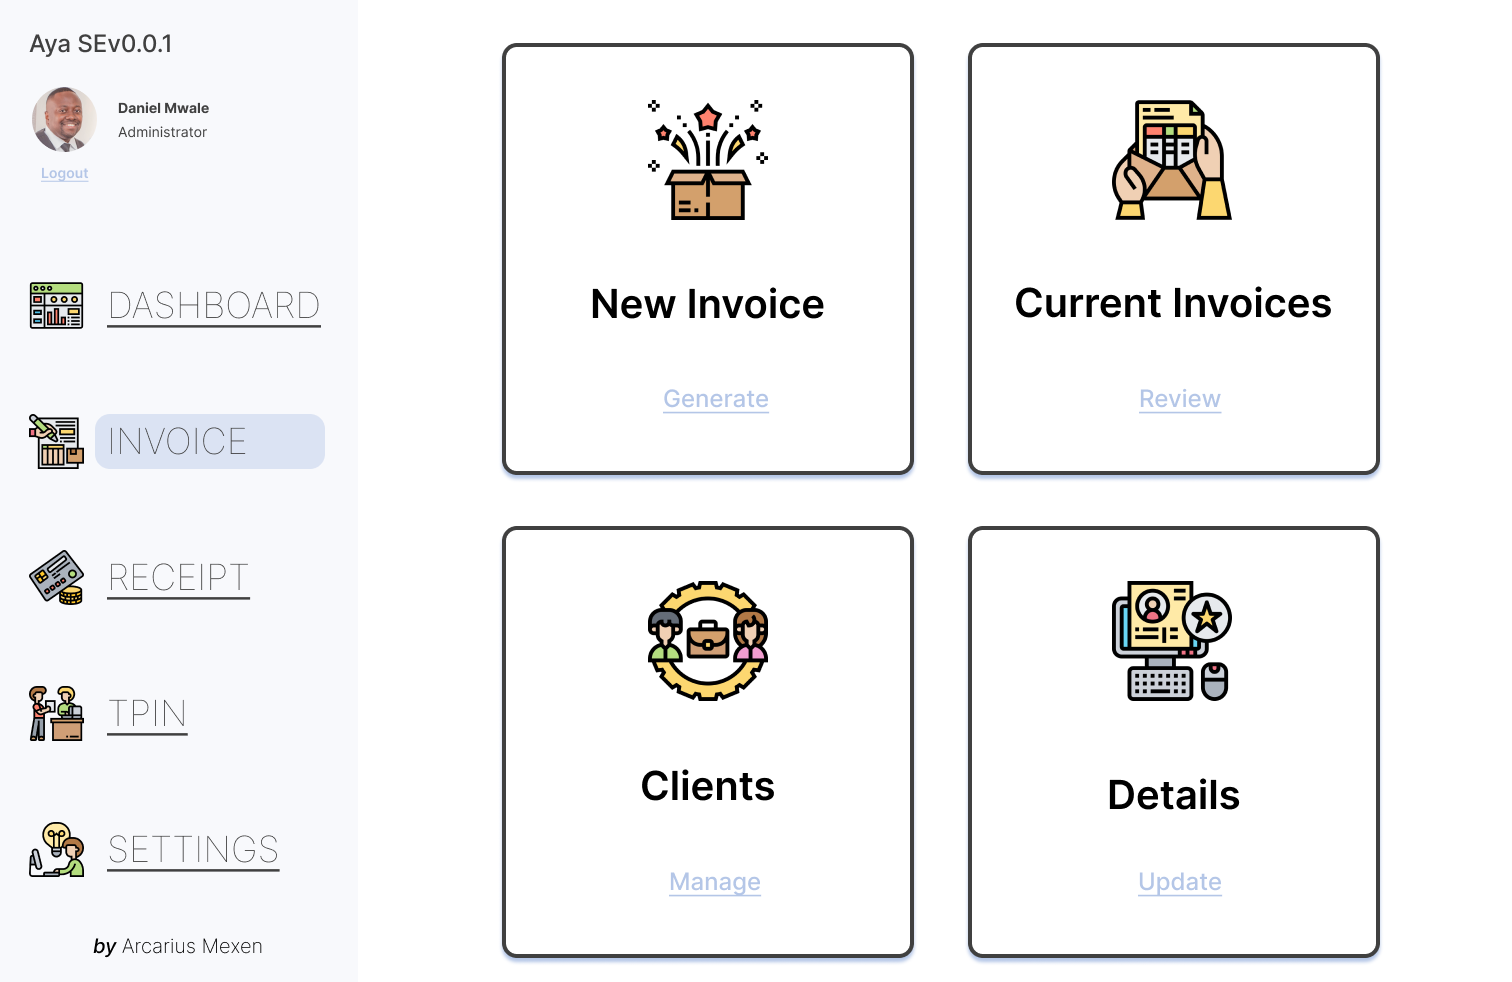 Aya SEv0.0.1
Daniel Mwale
Administrator
Logout
DASHBOARD
INVOICE
RECEIPT
TPIN
SETTINGS
by Arcarius Mexen
New Invoice
Generate
Current Invoices
Review
Clients
Manage
Details
Update